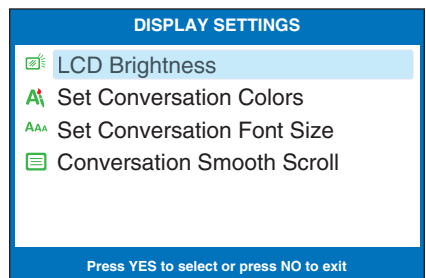 DISPLAY SETTINGS
LCD Brightness
Set Conversation Colors
Set Conversation Font Size
Conversation Smooth Scroll
Press YES to select or press NO to exit